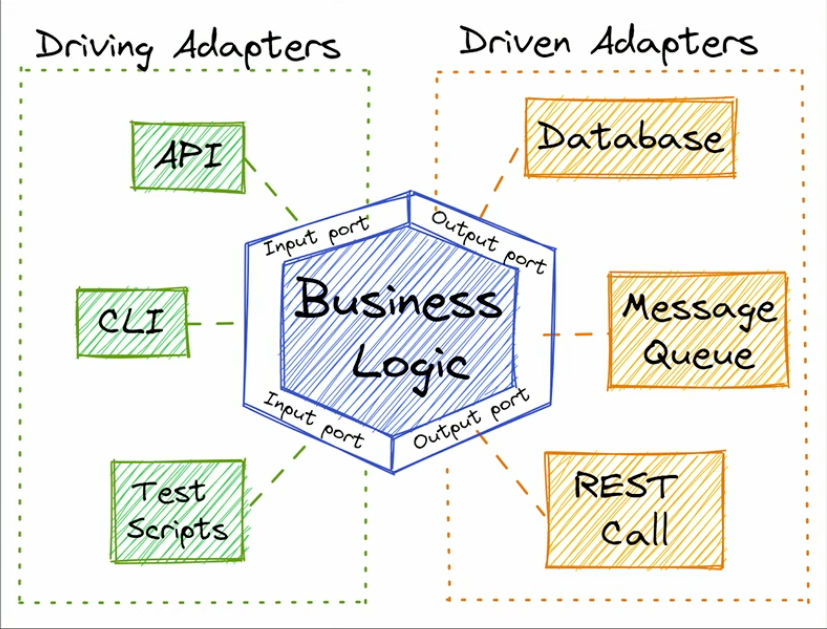 Driving Adapters
Driven Adapters
API
Database
Input port
Output port
Business
Logic
CLI
Message
Queue
Input port
Output port
Test
Scripts
REST
Call